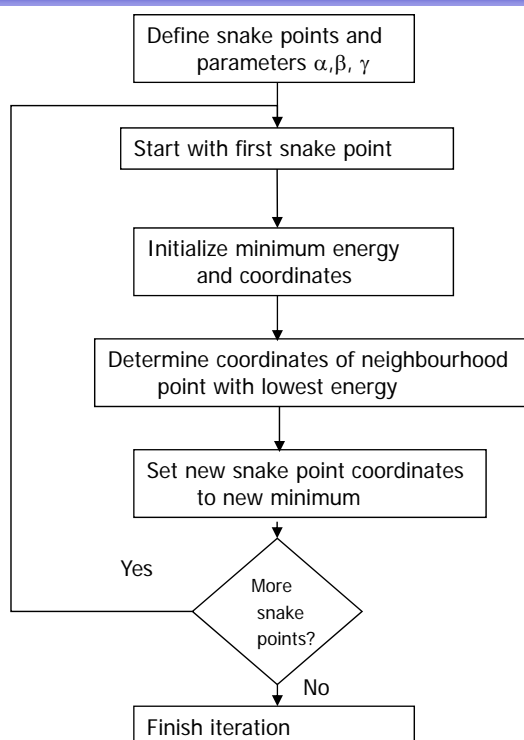 Define snake points and
parameters α,β, γ
Start with first snake point
Initialize minimum energy
and coordinates
Determine coordinates of neighbourhood
point with lowest energy
Set new snake point coordinates
to new minimum
Yes
More
snake
points?
No
Finish iteration